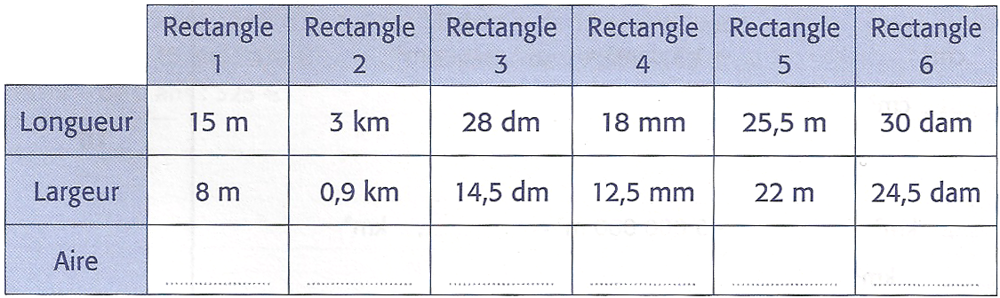 Rectangle 1 Rectangle 2 Rectangle 3 Rectangle 4 Rectangle 5 Rectangle 6
Longueur 15 m 3 km 28 dm 18 mm 25,5 m 30 dam
Largeur 8 m 0,9 km 14,5 dm 12,5 mm 22 m 24,5 dam
Aire ........................ ........................ ........................ ........................ ........................ ........................